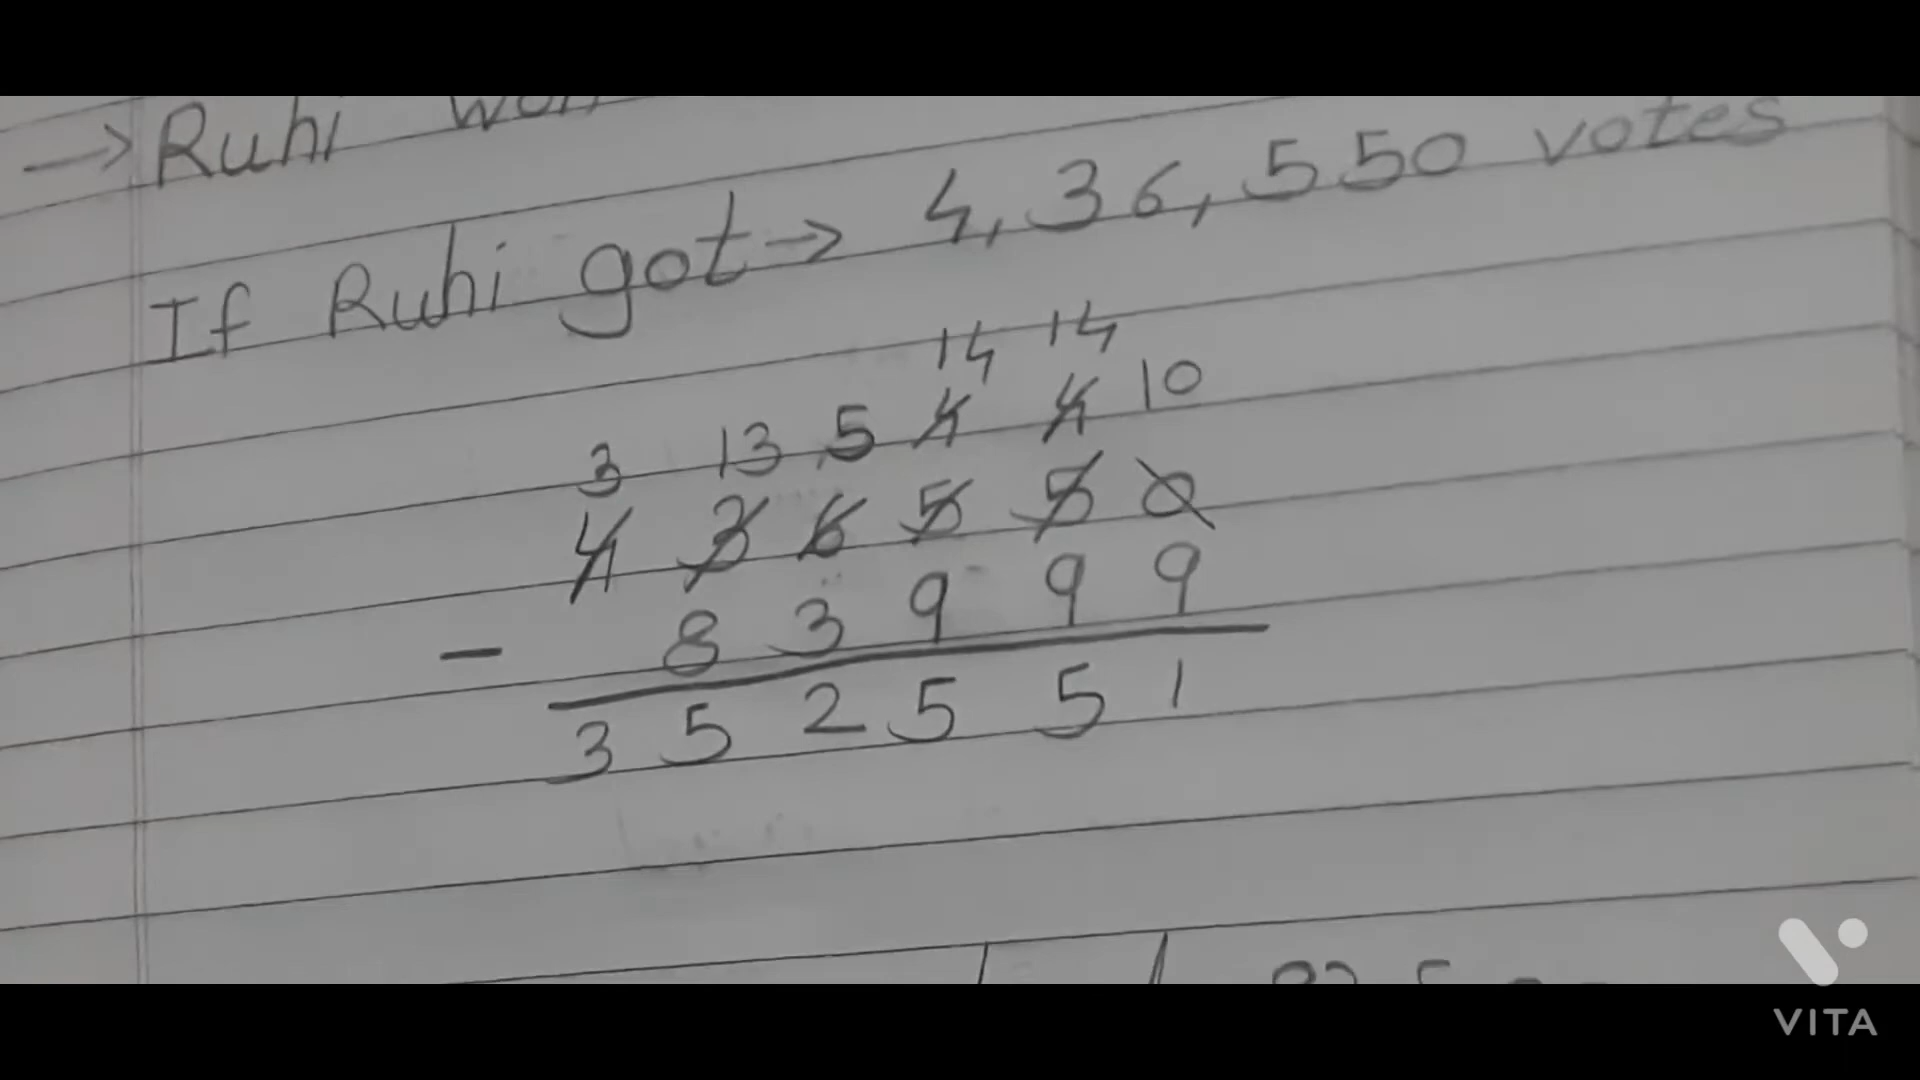 → Ruhi won
If Ruhi got → 4,36,550 votes
14 14
3 13 5 4 4 10
4 3 6 5 5 0
- 8 3 9 9 9
3 5 2 5 5 1
VITA